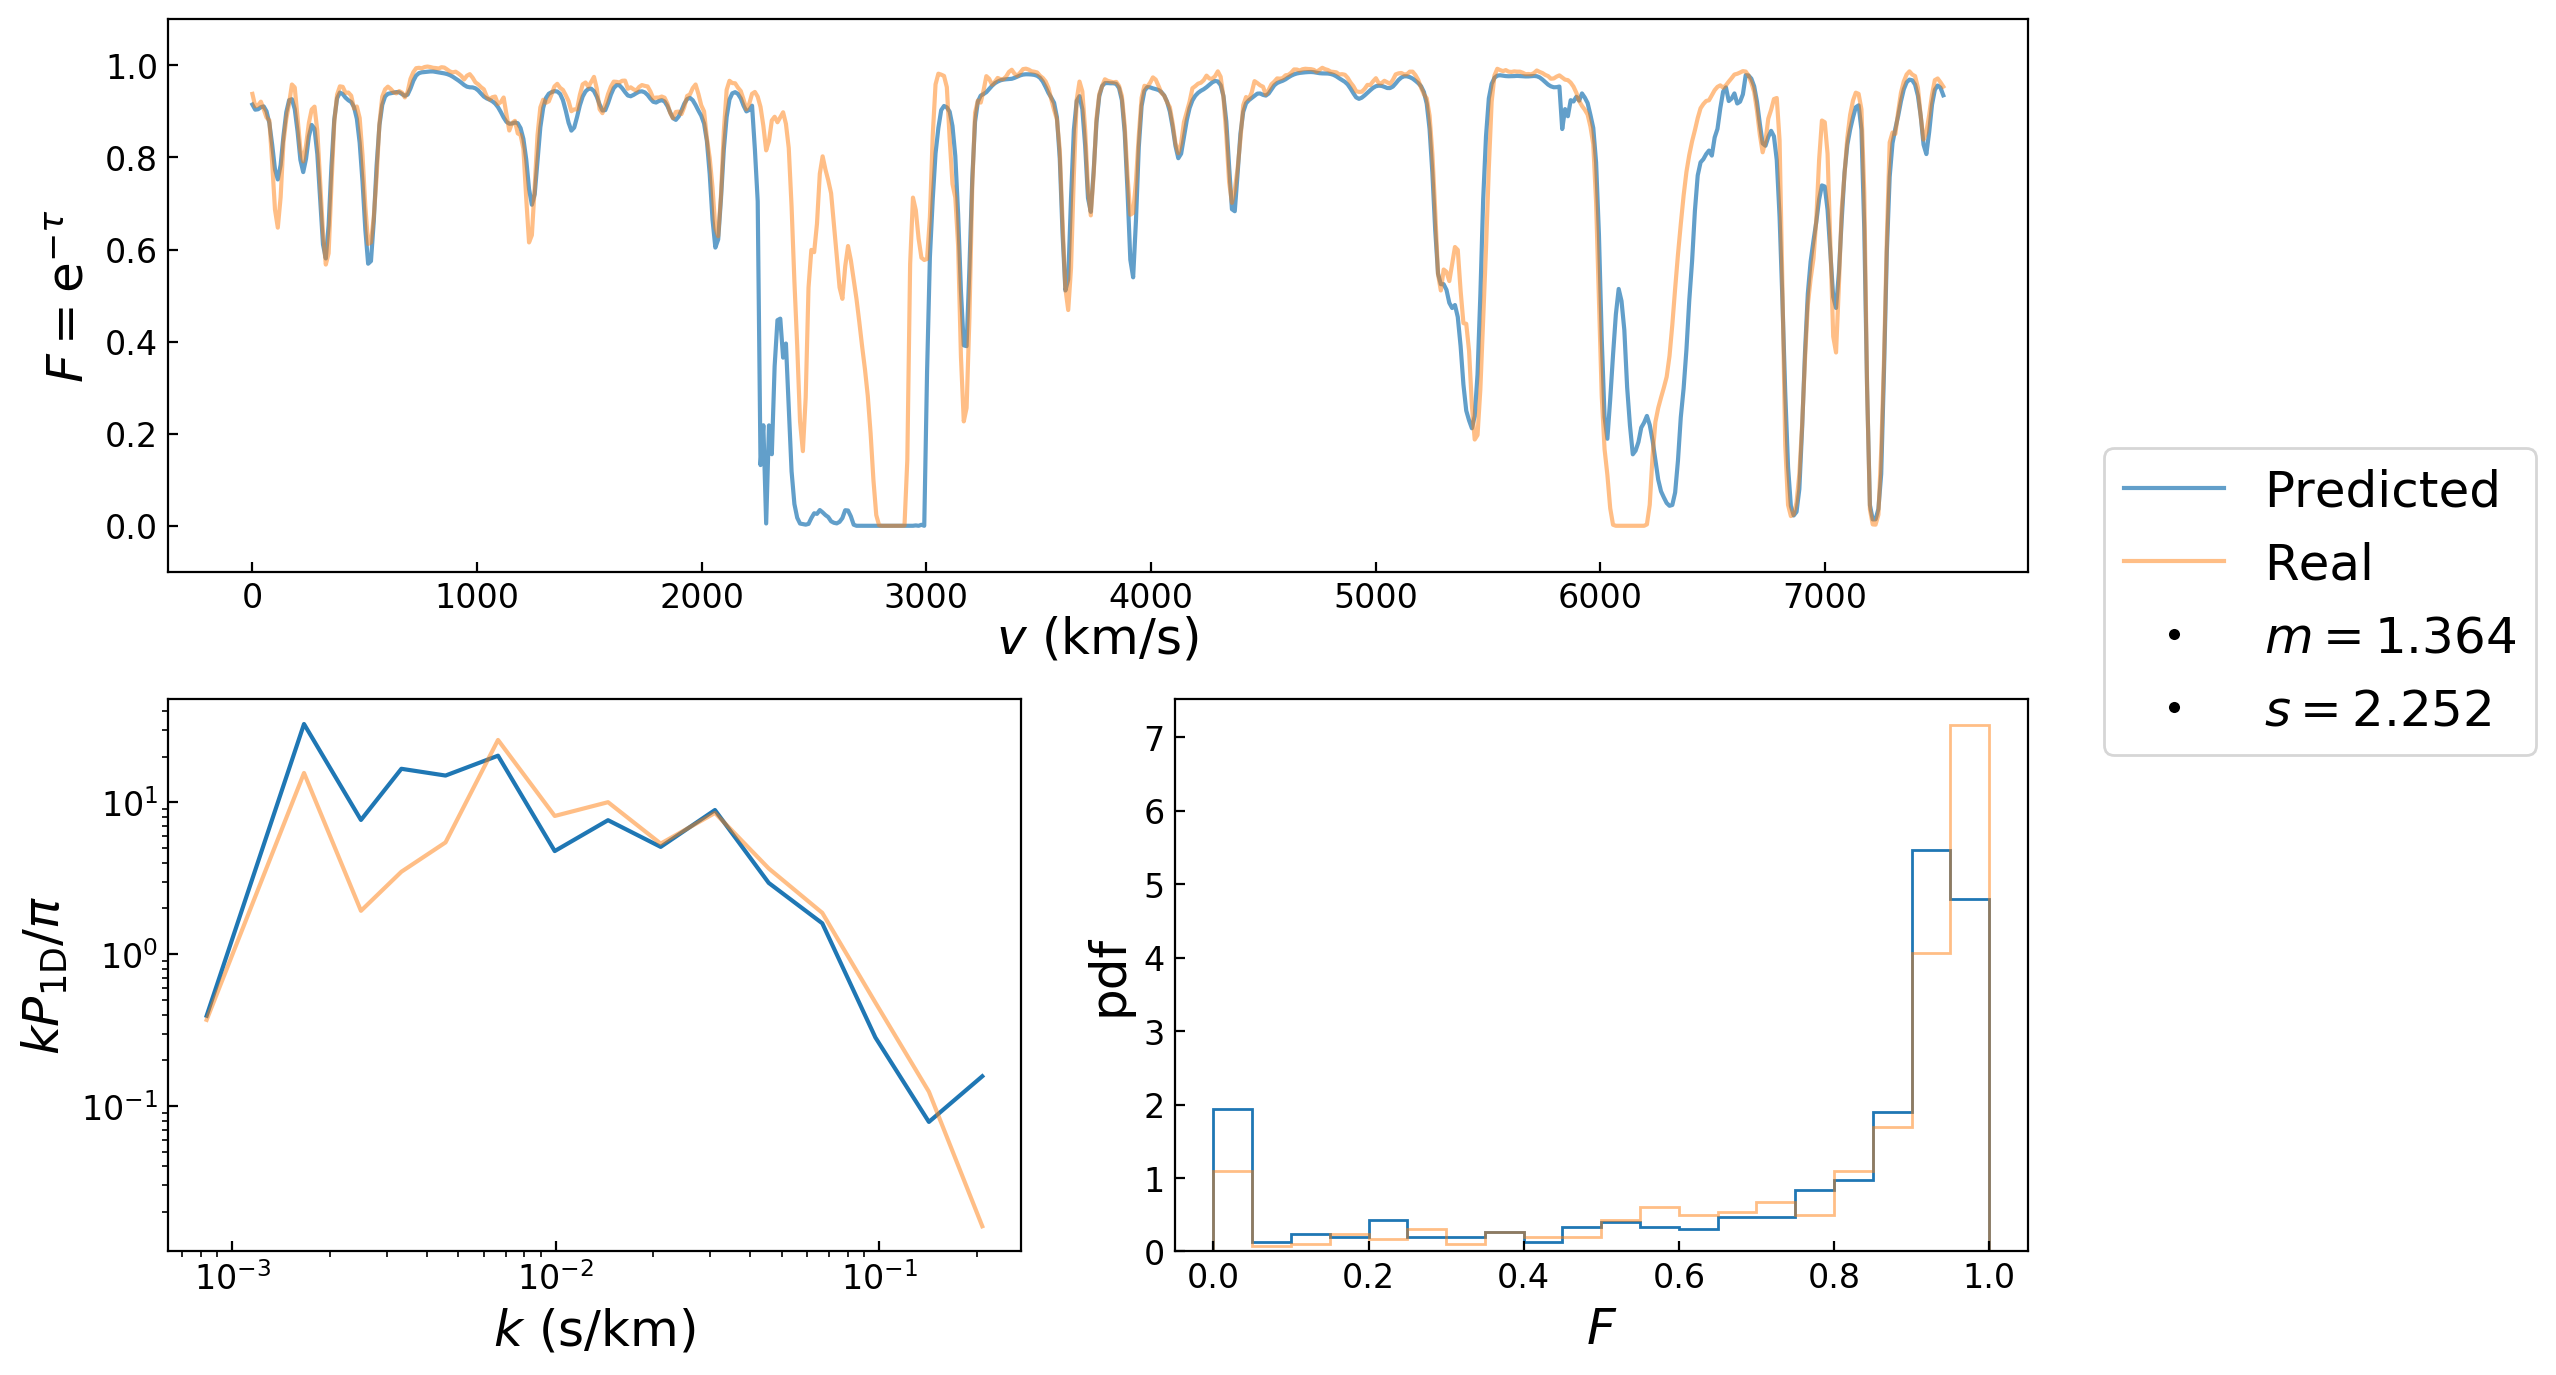 1.0
0.8
0.6
0.4
0.2
0.0
F = e^{-τ}
0 1000 2000 3000 4000 5000 6000 7000
v (km/s)
Predicted
Real
m = 1.364
s = 2.252
10^1
10^0
10^{-1}
kP_{1D}/π
10^{-3} 10^{-2} 10^{-1}
k (s/km)
7
6
5
4
3
2
1
0
pdf
0.0 0.2 0.4 0.6 0.8 1.0
F